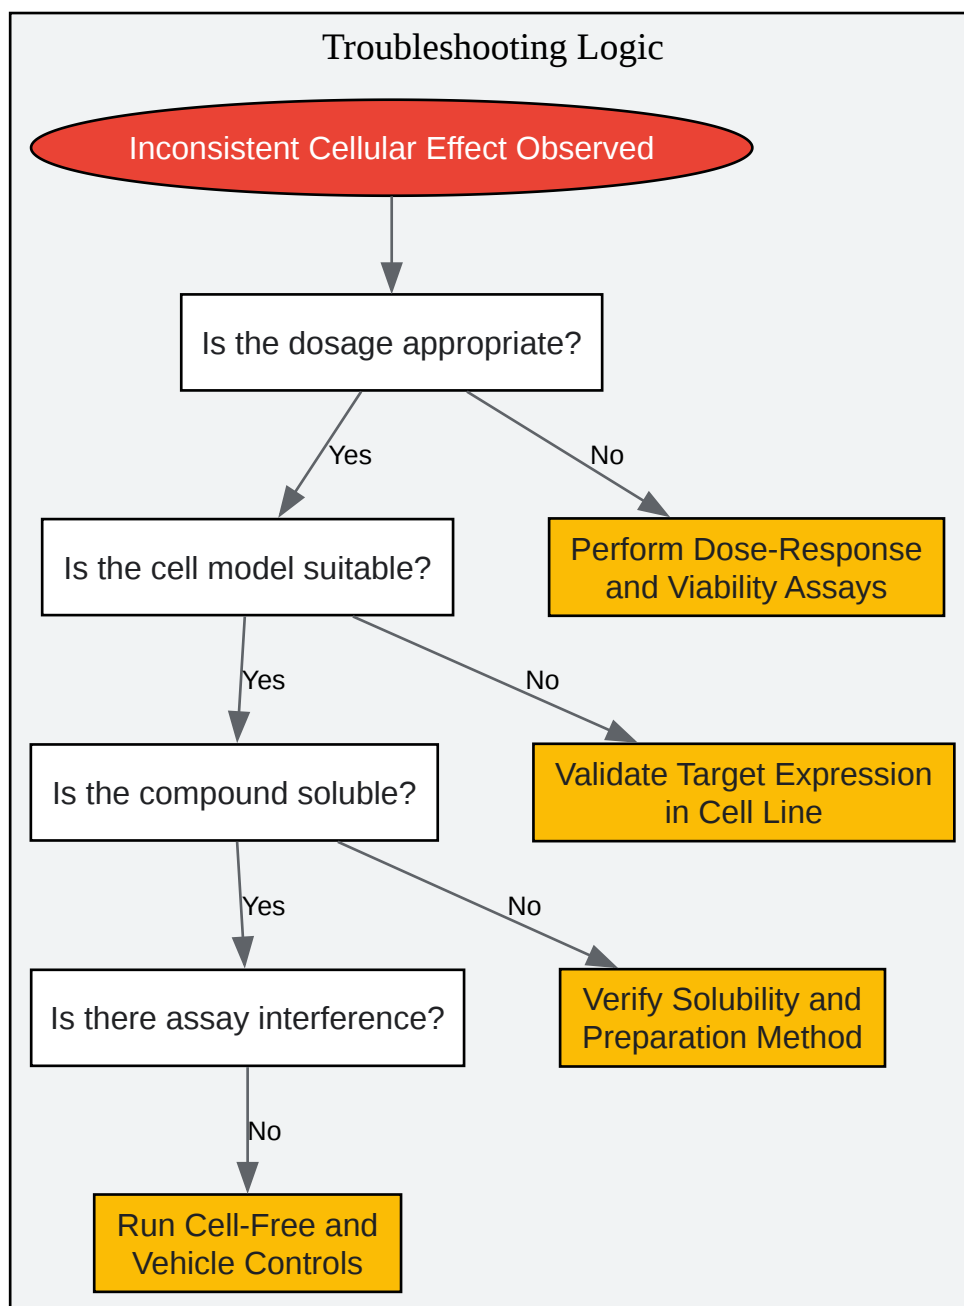 Troubleshooting Logic
Inconsistent Cellular Effect Observed
Is the dosage appropriate?
Yes
No
Is the cell model suitable?
Perform Dose-Response
and Viability Assays
Yes
No
Is the compound soluble?
Validate Target Expression
in Cell Line
Yes
No
Is there assay interference?
Verify Solubility and
Preparation Method
No
Run Cell-Free and
Vehicle Controls